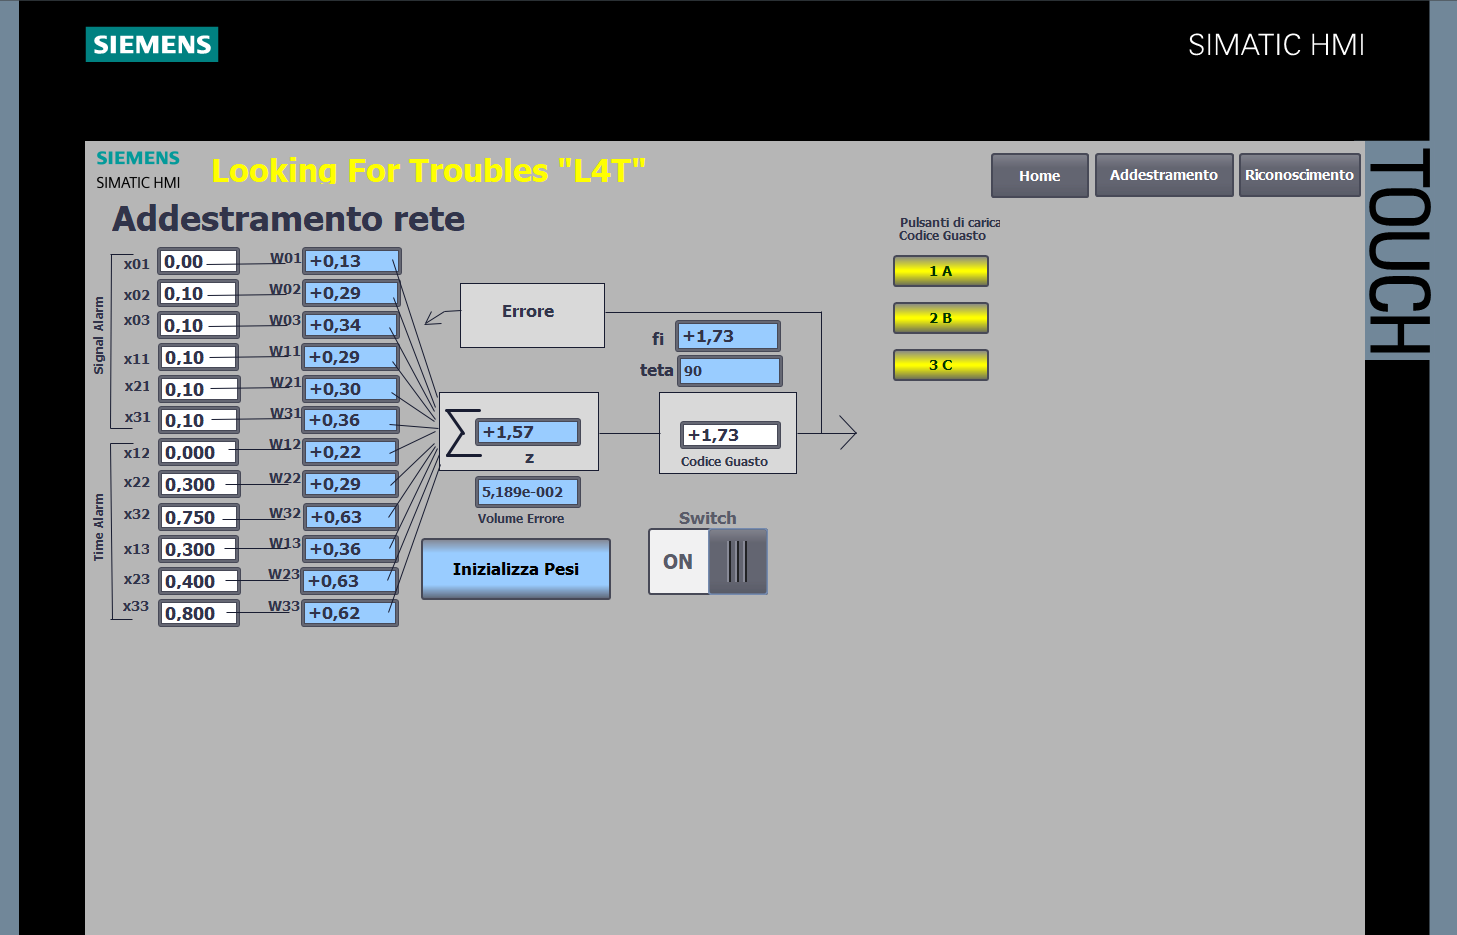 SIEMENS
SIMATIC HMI
TOUCH
SIEMENS
SIMATIC HMI
Looking For Troubles "L4T"
Home
Addestramento
Riconoscimento
Addestramento rete
Pulsanti di carica
Codice Guasto
1 A
2 B
3 C
Signal Alarm
x01 0,00 W01 +0,13
x02 0,10 W02 +0,29
x03 0,10 W03 +0,34
x11 0,10 W11 +0,29
x21 0,10 W21 +0,30
x31 0,10 W31 +0,36
Time Alarm
x12 0,000 W12 +0,22
x22 0,300 W22 +0,29
x32 0,750 W32 +0,63
x13 0,300 W13 +0,36
x23 0,400 W23 +0,63
x33 0,800 W33 +0,62
Errore
fi +1,73
teta 90
+1,57
z
+1,73
Codice Guasto
5,189e-002
Volume Errore
Inizializza Pesi
Switch
ON